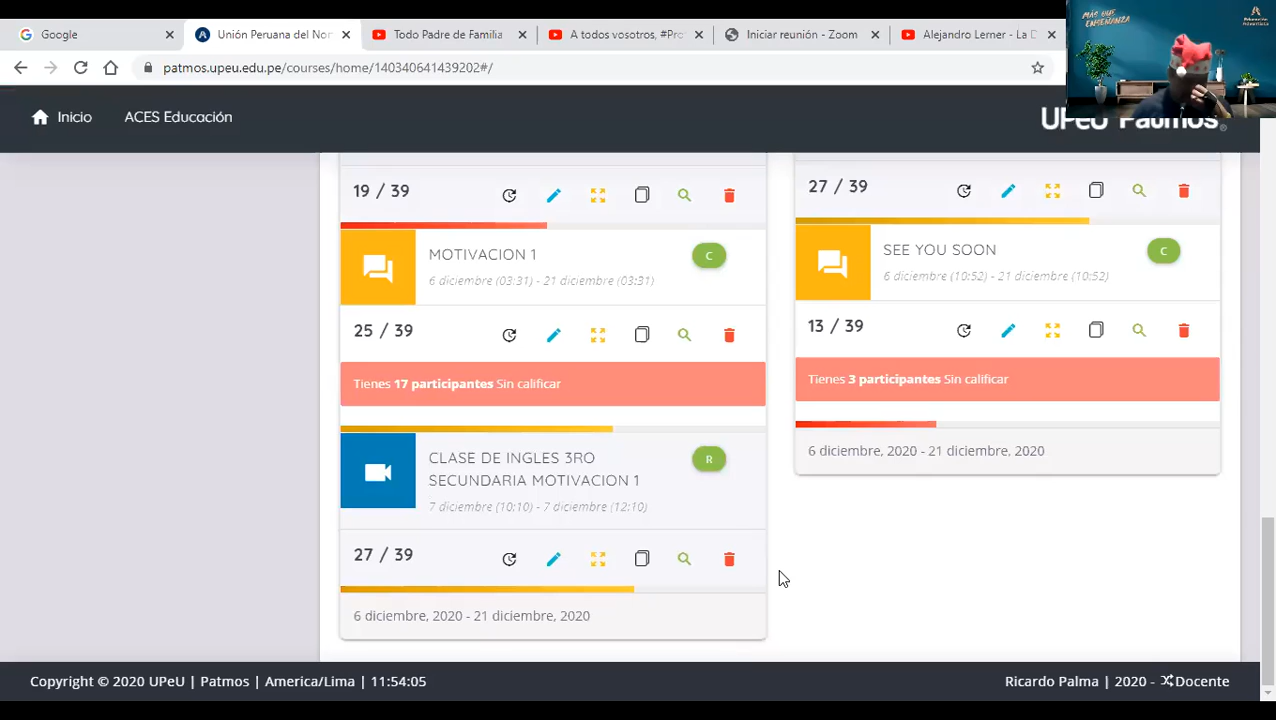 Google
Unión Peruana del Nor
Todo Padre de Familia
A todos vosotros, #Pro
Iniciar reunión - Zoom
Alejandro Lerner - La D
MÁS QUE ENSEÑANZA
patmos.upeu.edu.pe/courses/home/140340641439202#/
Inicio
ACES Educación
UPeU Patmos
19 / 39
27 / 39
MOTIVACION 1
C
6 diciembre (03:31) - 21 diciembre (03:31)
SEE YOU SOON
C
6 diciembre (10:52) - 21 diciembre (10:52)
25 / 39
13 / 39
Tienes 17 participantes Sin calificar
Tienes 3 participantes Sin calificar
CLASE DE INGLES 3RO
SECUNDARIA MOTIVACION 1
R
7 diciembre (10:10) - 7 diciembre (12:10)
6 diciembre, 2020 - 21 diciembre, 2020
27 / 39
6 diciembre, 2020 - 21 diciembre, 2020
Copyright © 2020 UPeU | Patmos | America/Lima | 11:54:05
Ricardo Palma | 2020 - Docente